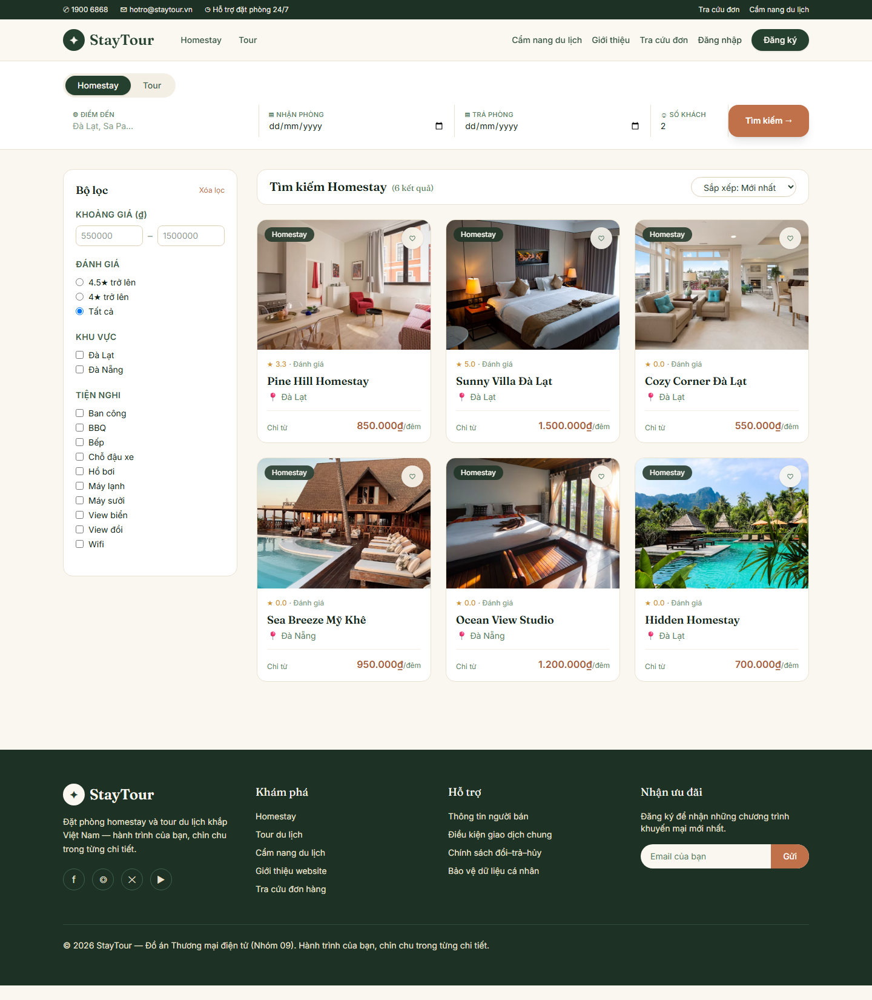 1900 6868 hotro@staytour.vn Hỗ trợ đặt phòng 24/7 Tra cứu đơn Cẩm nang du lịch
StayTour Homestay Tour Cẩm nang du lịch Giới thiệu Tra cứu đơn Đăng nhập Đăng ký
Homestay Tour
ĐIỂM ĐẾN NHẬN PHÒNG TRẢ PHÒNG SỐ KHÁCH
Đà Lạt, Sa Pa... dd/mm/yyyy dd/mm/yyyy 2
Tìm kiếm →
Bộ lọc Xóa lọc
KHOẢNG GIÁ (₫)
550000 – 1500000
ĐÁNH GIÁ
4.5★ trở lên
4★ trở lên
Tất cả
KHU VỰC
Đà Lạt
Đà Nẵng
TIỆN NGHI
Ban công
BBQ
Bếp
Chỗ đậu xe
Hồ bơi
Máy lạnh
Máy sưởi
View biển
View đồi
Wifi
Tìm kiếm Homestay (6 kết quả) Sắp xếp: Mới nhất
Homestay
★ 3.3 · Đánh giá
Pine Hill Homestay
Đà Lạt
Chỉ từ 850.000₫/đêm
Homestay
★ 5.0 · Đánh giá
Sunny Villa Đà Lạt
Đà Lạt
Chỉ từ 1.500.000₫/đêm
Homestay
★ 0.0 · Đánh giá
Cozy Corner Đà Lạt
Đà Lạt
Chỉ từ 550.000₫/đêm
Homestay
★ 0.0 · Đánh giá
Sea Breeze Mỹ Khê
Đà Nẵng
Chỉ từ 950.000₫/đêm
Homestay
★ 0.0 · Đánh giá
Ocean View Studio
Đà Nẵng
Chỉ từ 1.200.000₫/đêm
Homestay
★ 0.0 · Đánh giá
Hidden Homestay
Đà Lạt
Chỉ từ 700.000₫/đêm
StayTour
Đặt phòng homestay và tour du lịch khắp
Việt Nam — hành trình của bạn, chỉn chu
trong từng chi tiết.
f
Khám phá
Homestay
Tour du lịch
Cẩm nang du lịch
Giới thiệu website
Tra cứu đơn hàng
Hỗ trợ
Thông tin người bán
Điều kiện giao dịch chung
Chính sách đổi–trả–hủy
Bảo vệ dữ liệu cá nhân
Nhận ưu đãi
Đăng ký để nhận những chương trình
khuyến mại mới nhất.
Email của bạn Gửi
© 2026 StayTour — Đồ án Thương mại điện tử (Nhóm 09). Hành trình của bạn, chỉn chu trong từng chi tiết.